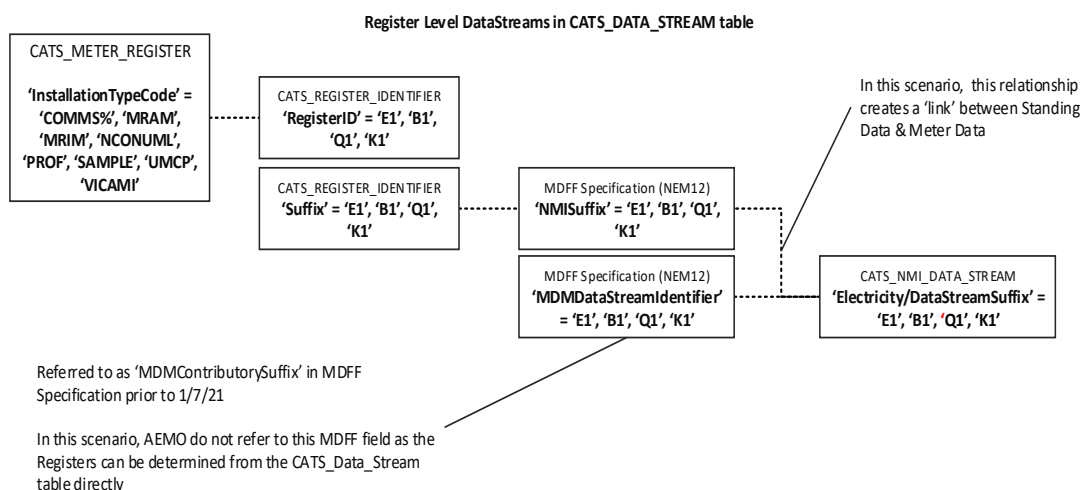 Register Level DataStreams in CATS_DATA_STREAM table
CATS_METER_REGISTER
‘InstallationTypeCode’ =
‘COMMS%’, ‘MRAM’,
‘MRIM’, ‘NCONUML’,
‘PROF’, ‘SAMPLE’, ‘UMCP’,
‘VICAMI’
CATS_REGISTER_IDENTIFIER
‘RegisterID’ = ‘E1’, ‘B1’,
‘Q1’, ‘K1’
In this scenario, this relationship
creates a ‘link’ between Standing
Data & Meter Data
CATS_REGISTER_IDENTIFIER
‘Suffix’ = ‘E1’, ‘B1’, ‘Q1’,
‘K1’
MDFF Specification (NEM12)
‘NMISuffix’ = ‘E1’, ‘B1’, ‘Q1’,
‘K1’
MDFF Specification (NEM12)
‘MDMDataStreamIdentifier’
= ‘E1’, ‘B1’, ‘Q1’, ‘K1’
CATS_NMI_DATA_STREAM
‘Electricity/DataStreamSuffix’ =
‘E1’, ‘B1’, ‘Q1’, ‘K1’
Referred to as ‘MDMContributorySuffix’ in MDFF
Specification prior to 1/7/21
In this scenario, AEMO do not refer to this MDFF field as the
Registers can be determined from the CATS_Data_Stream
table directly